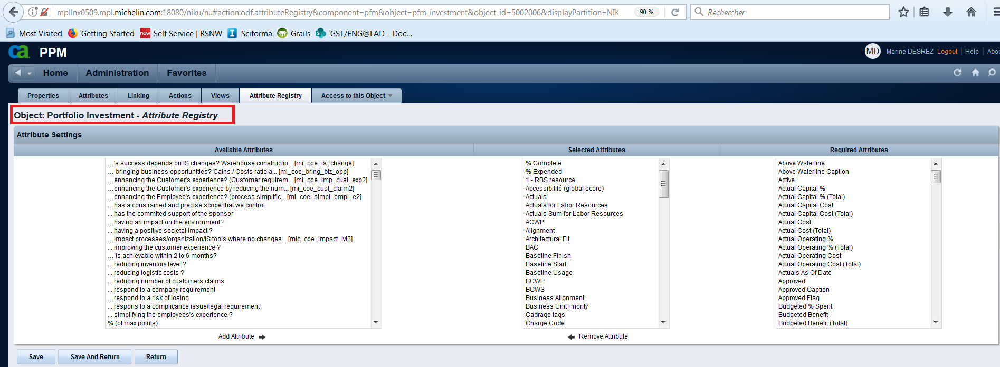 mpllnx0509.mpl.michelin.com:18080/niku/nu#action:odf.attributeRegistry&component=pfm&object=pfm_investment&object_id=5002006&displayPartition=NIK
90 %
Rechercher
Most Visited
Getting Started
now Self Service | RSNW
I Sciforma
Grails
S GST/ENG@LAD - Doc...
ca PPM
MD Marine DESREZ Logout | Help | Abou
Home
Administration
Favorites
Properties
Attributes
Linking
Actions
Views
Attribute Registry
Access to this Object
Object: Portfolio Investment - Attribute Registry
Attribute Settings
Available Attributes
…'s success depends on IS changes? Warehouse constructio... [mi_coe_is_change]
… bringing business opportunities? Gains / Costs ratio a... [mi_coe_bring_biz_opp]
…enhancing the Customer's experience? (Customer requirem... [mi_coe_imp_cust_exp2]
…enhancing the Customer's experience by reducing the num... [mi_coe_cust_claim2]
…enhancing the Employee's experience? (process simplific... [mi_coe_simpl_empl_e2]
... has a constrained and precise scope that we control
... has the commited support of the sponsor
…having an impact on the environment?
... having a positive societal impact ?
…impact processes/organization/IS tools where no changes... [mic_coe_impact_lvl3]
... improving the customer experience ?
… is achievable within 2 to 6 months?
... reducing inventory level ?
... reducing logistic costs ?
... reducing number of customers claims
... respond to a company requirement
…respond to a risk of losing
... respons to a complicance issue/legal requirement
... simplifying the employees's experience ?
% (of max points)
Add Attribute
Selected Attributes
% Complete
% Expended
1 - RBS resource
Accessibilité (global score)
Actuals
Actuals for Labor Resources
Actuals Sum for Labor Resources
ACWP
Alignment
Architectural Fit
BAC
Baseline Finish
Baseline Start
Baseline Usage
BCWP
BCWS
Business Alignment
Business Unit Priority
Cadrage tags
Charge Code
Remove Attribute
Required Attributes
Above Waterline
Above Waterline Caption
Active
Actual Capital %
Actual Capital % (Total)
Actual Capital Cost
Actual Capital Cost (Total)
Actual Cost
Actual Cost (Total)
Actual Operating %
Actual Operating % (Total)
Actual Operating Cost
Actual Operating Cost (Total)
Actuals As Of Date
Approved
Approved Caption
Approved Flag
Budgeted % Spent
Budgeted Benefit
Budgeted Benefit (Total)
Save
Save And Return
Return